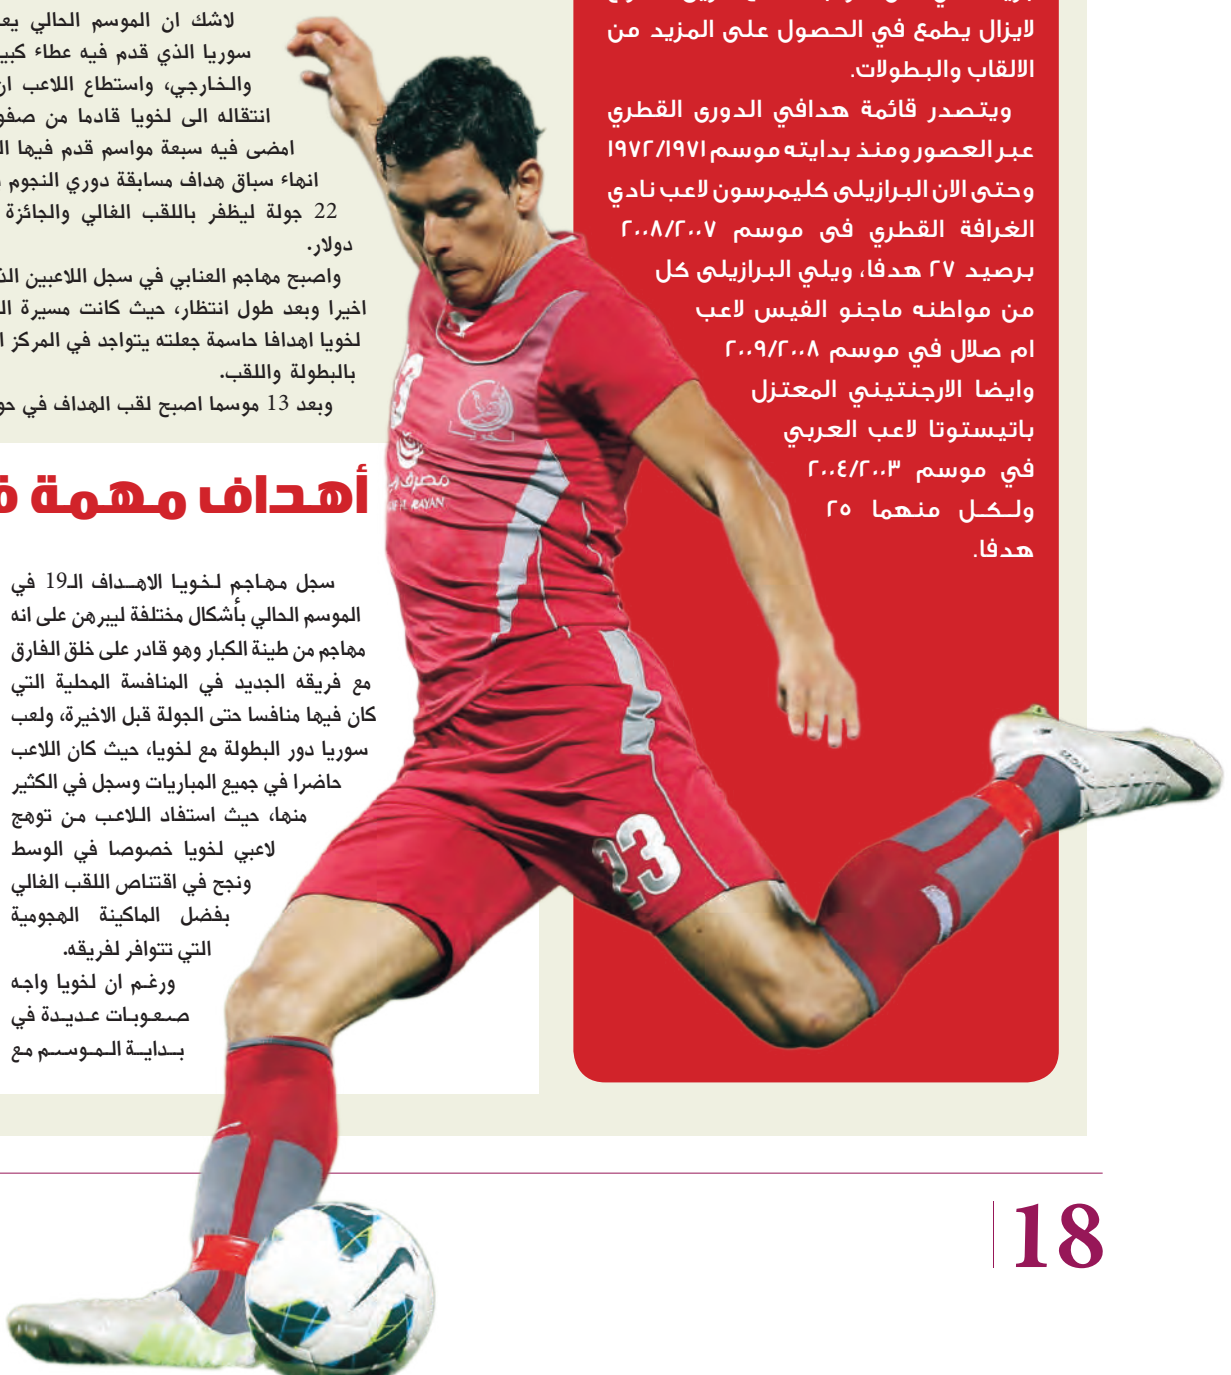 لايزال يطمع في الحصول على المزيد من
الالقاب والبطولات.
ويتصدر قائمة هدافي الدورى القطري
عبر العصور ومنذ بدايته موسم ١٩٧٢/١٩٧١
وحتى الان البرازيلى كليمرسون لاعب نادي
الغرافة القطري فى موسم ٢٠٠٨/٢٠٠٧
برصيد ٢٧ هدفا، ويلي البرازيلى كل
من مواطنه ماجنو الفيس لاعب
ام صلال في موسم ٢٠٠٩/٢٠٠٨
وايضا الارجنتيني المعتزل
باتيستوتا لاعب العربي
في موسم ٢٠٠٤/٢٠٠٣
ولكل منهما ٢٥
هدفا.
لاشك ان الموسم الحالي
سوريا الذي قدم فيه عطاء
والخارجي، واستطاع اللاعب
انتقاله الى لخويا قادما من
امضى فيه سبعة مواسم قدم فيها
انهاء سباق هداف مسابقة دوري النجوم
22 جولة ليظفر باللقب الغالي والجائزة
دولار.
واصبح مهاجم العنابي في سجل اللاعبين
اخيرا وبعد طول انتظار، حيث كانت مسيرة
لخويا اهدافا حاسمة جعلته يتواجد في المركز
بالبطولة واللقب.
وبعد 13 موسما اصبح لقب الهداف في
أهداف مهمة
سجل مهاجم لخويا الاهداف الـ19 في
الموسم الحالي بأشكال مختلفة ليبرهن على انه
مهاجم من طينة الكبار وهو قادر على خلق الفارق
مع فريقه الجديد في المنافسة المحلية التي
كان فيها منافسا حتى الجولة قبل الاخيرة، ولعب
سوريا دور البطولة مع لخويا، حيث كان اللاعب
حاضرا في جميع المباريات وسجل في الكثير
منها، حيث استفاد اللاعب من توهج
لاعبي لخويا خصوصا في الوسط
ونجح في اقتناص اللقب الغالي
بفضل الماكينة الهجومية
التي تتوافر لفريقه.
ورغم ان لخويا واجه
صعوبات عديدة في
بداية الموسم مع
لخويا
مصرف
RAYAN
23
18